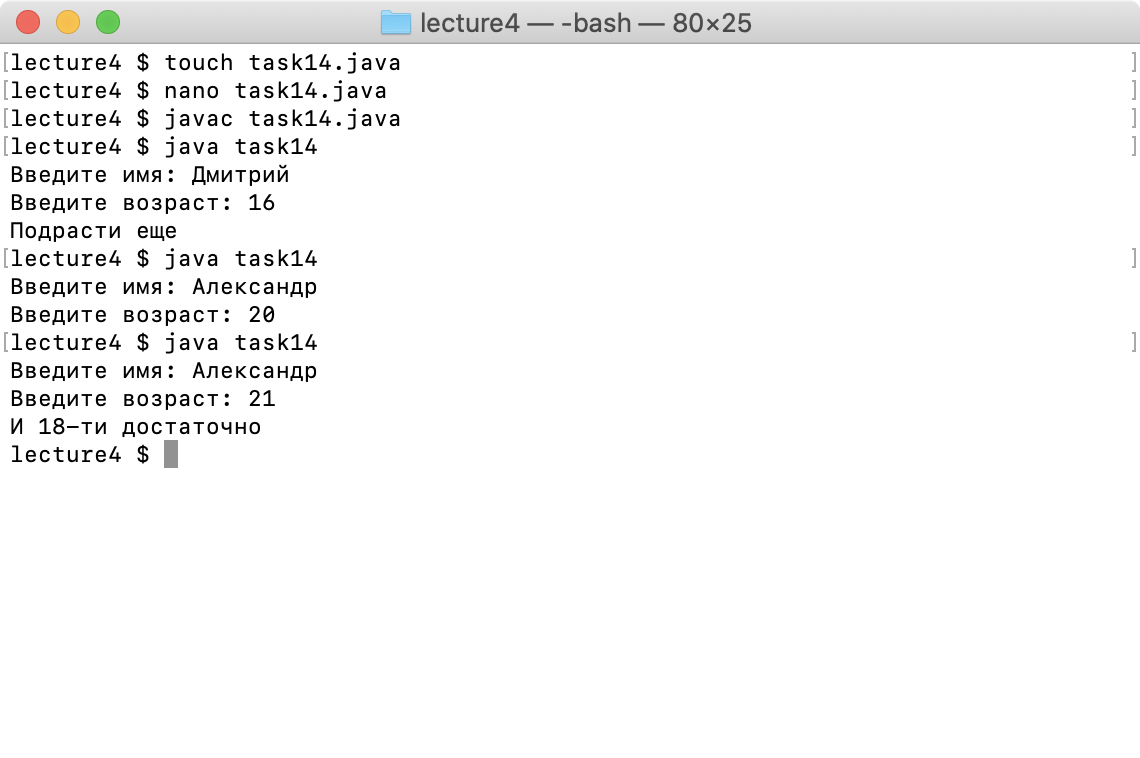 lecture4 — -bash — 80×25
[lecture4 $ touch task14.java ]
[lecture4 $ nano task14.java ]
[lecture4 $ javac task14.java ]
[lecture4 $ java task14 ]
Введите имя: Дмитрий
Введите возраст: 16
Подрасти еще
[lecture4 $ java task14 ]
Введите имя: Александр
Введите возраст: 20
[lecture4 $ java task14 ]
Введите имя: Александр
Введите возраст: 21
И 18-ти достаточно
lecture4 $